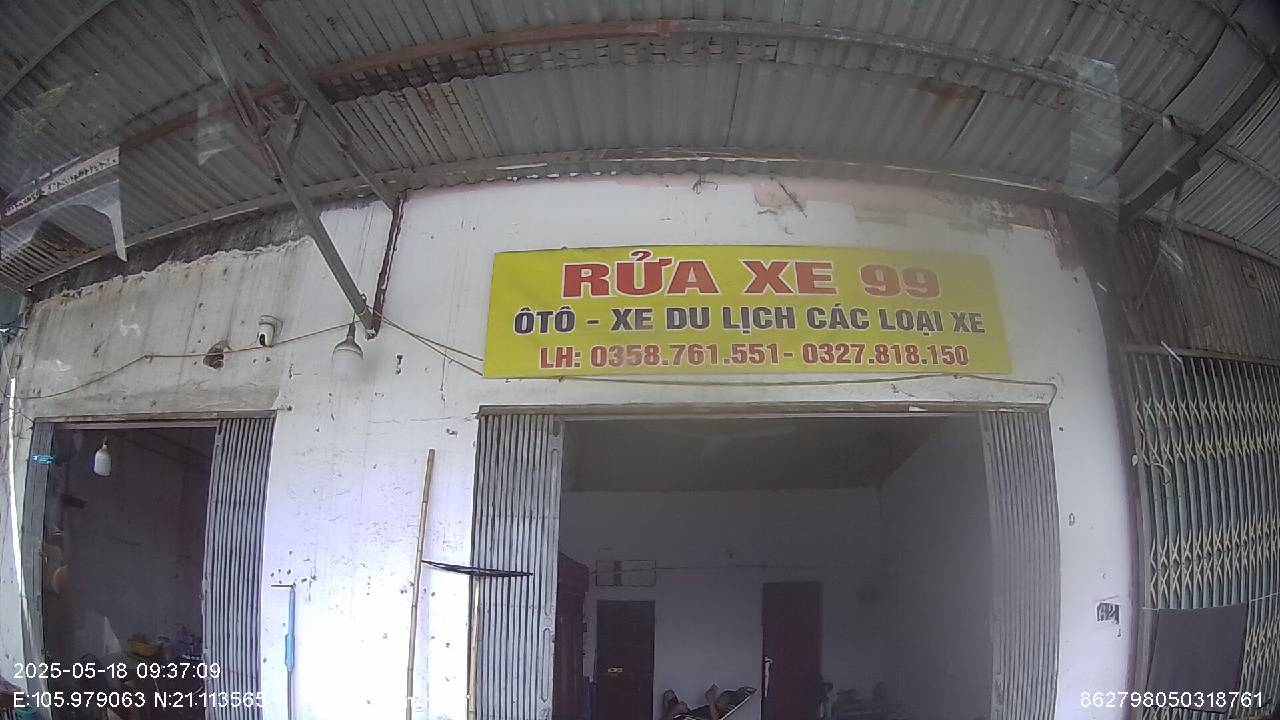 RỬA XE 99
ÔTÔ - XE DU LỊCH CÁC LOẠI XE
LH: 0358.761.551- 0327.818.150
2025-05-18 09:37:09
E:105.979063 N:21.113565
862798050318761